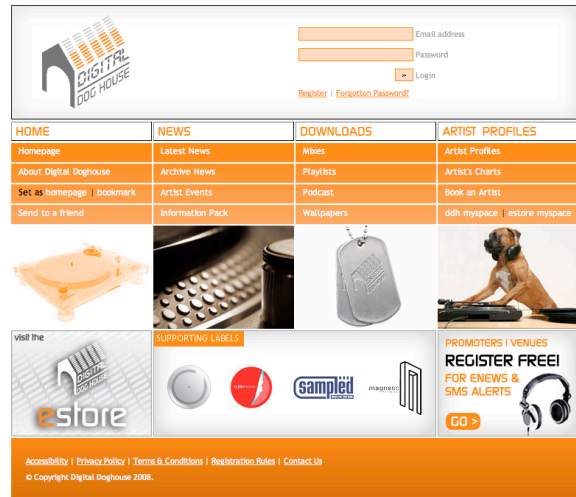 DIGITAL
DOG HOUSE
Email address
Password
» Login
Register | Forgotton Password?
HOME
NEWS
DOWNLOADS
ARTIST PROFILES
Homepage
Latest News
Mixes
Artist Profiles
About Digital Doghouse
Archive News
Playlists
Artist's Charts
Set as homepage | bookmark
Artist Events
Podcast
Book an Artist
Send to a friend
Information Pack
Wallpapers
ddh myspace | estore myspace
visit the
DIGITAL
DOG HOUSE
estore
SUPPORTING LABELS
sampled
magnetic
PROMOTERS | VENUES
REGISTER FREE!
FOR ENEWS &
SMS ALERTS
GO >
Accessibility | Privacy Policy | Terms & Conditions | Registration Rules | Contact Us
© Copyright Digital Doghouse 2008.